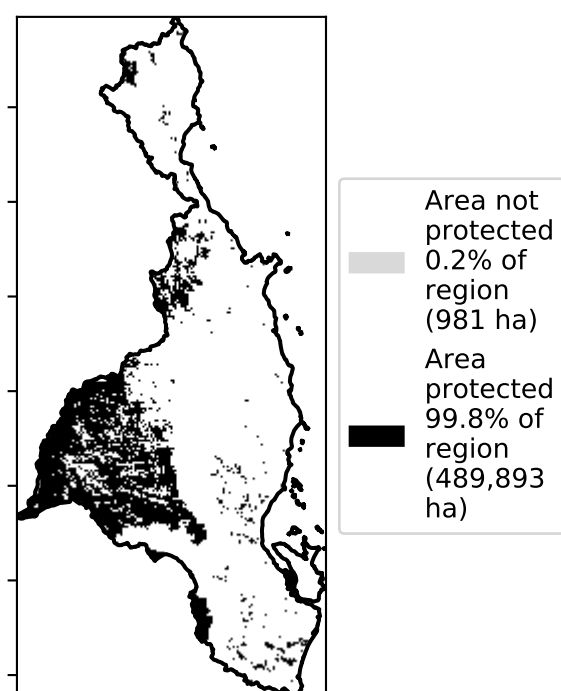 Area not
protected
0.2% of
region
(981 ha)
Area
protected
99.8% of
region
(489,893
ha)